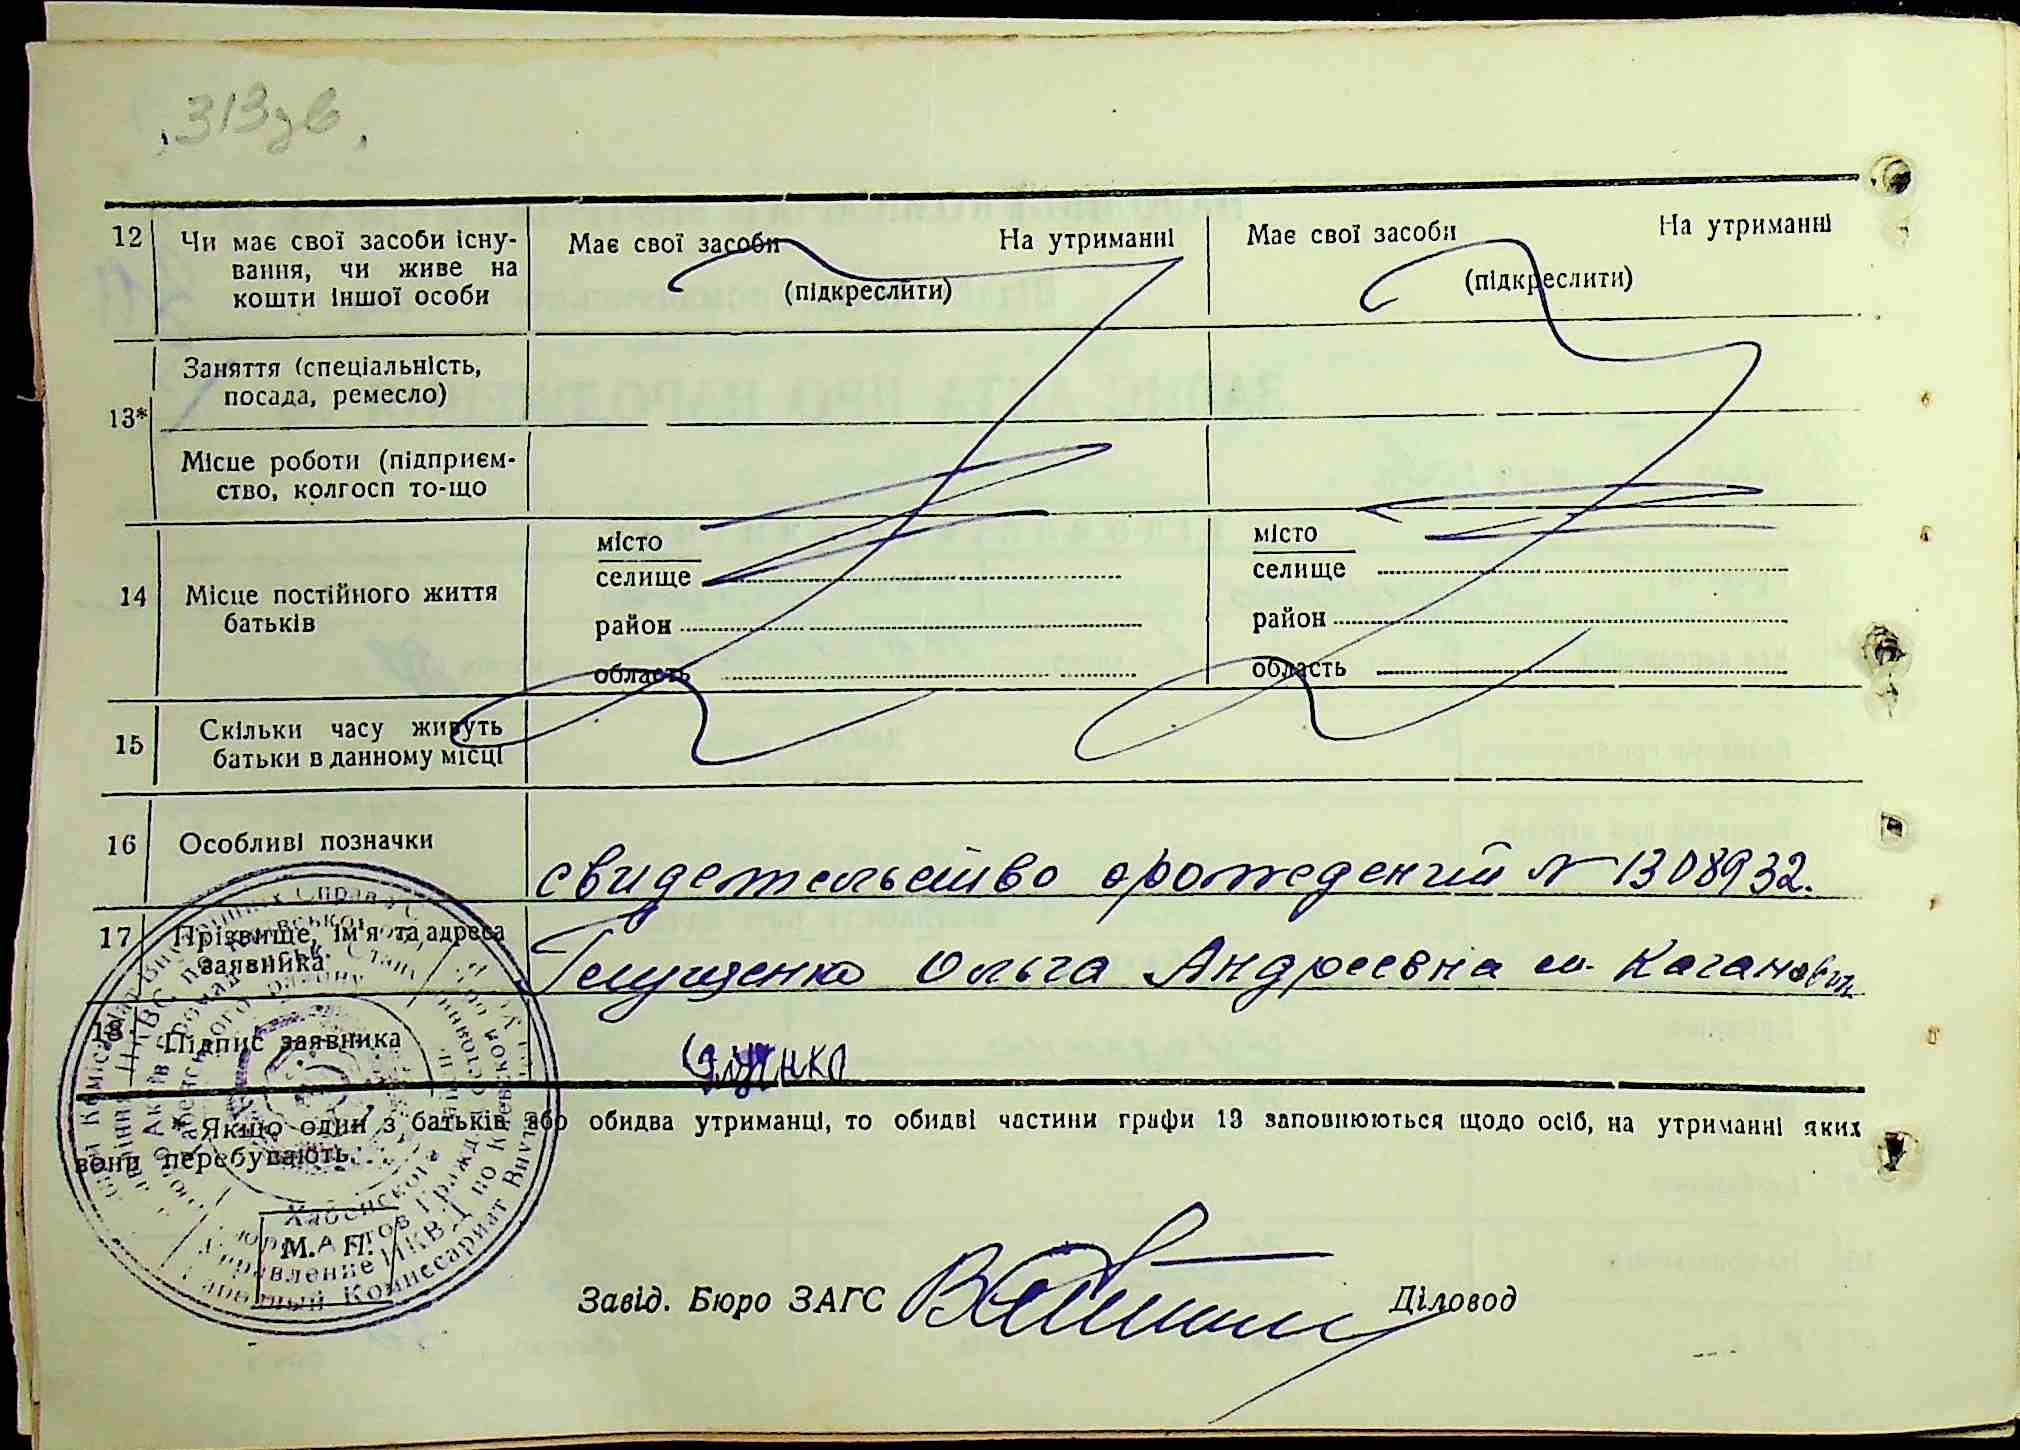 313зв
12 Чи має свої засоби існу-
вання, чи живе на
кошти іншої особи
Має свої засоби На утриманні
(підкреслити)
Має свої засоби На утриманні
(підкреслити)
13*
Заняття (спеціальність,
посада, ремесло)
Місце роботи (підприєм-
ство, колгосп то-що
14 Місце постійного життя
батьків
місто
селище
район
область
місто
селище
район
область
15 Скільки часу живуть
батьки в данному місці
16 Особливі позначки
свидетельство о рождении № 1308932.
17 Прізвище, ім'я та адреса
заявника
Ольга Андреевна м. Каганович
18 Підпис заявника
*Якщо один з батьків або обидва утриманці, то обидві частини графи 13 заповнюються щодо осіб, на утриманні яких
вони перебувають.
М. П.
Завід. Бюро ЗАГС Діловод